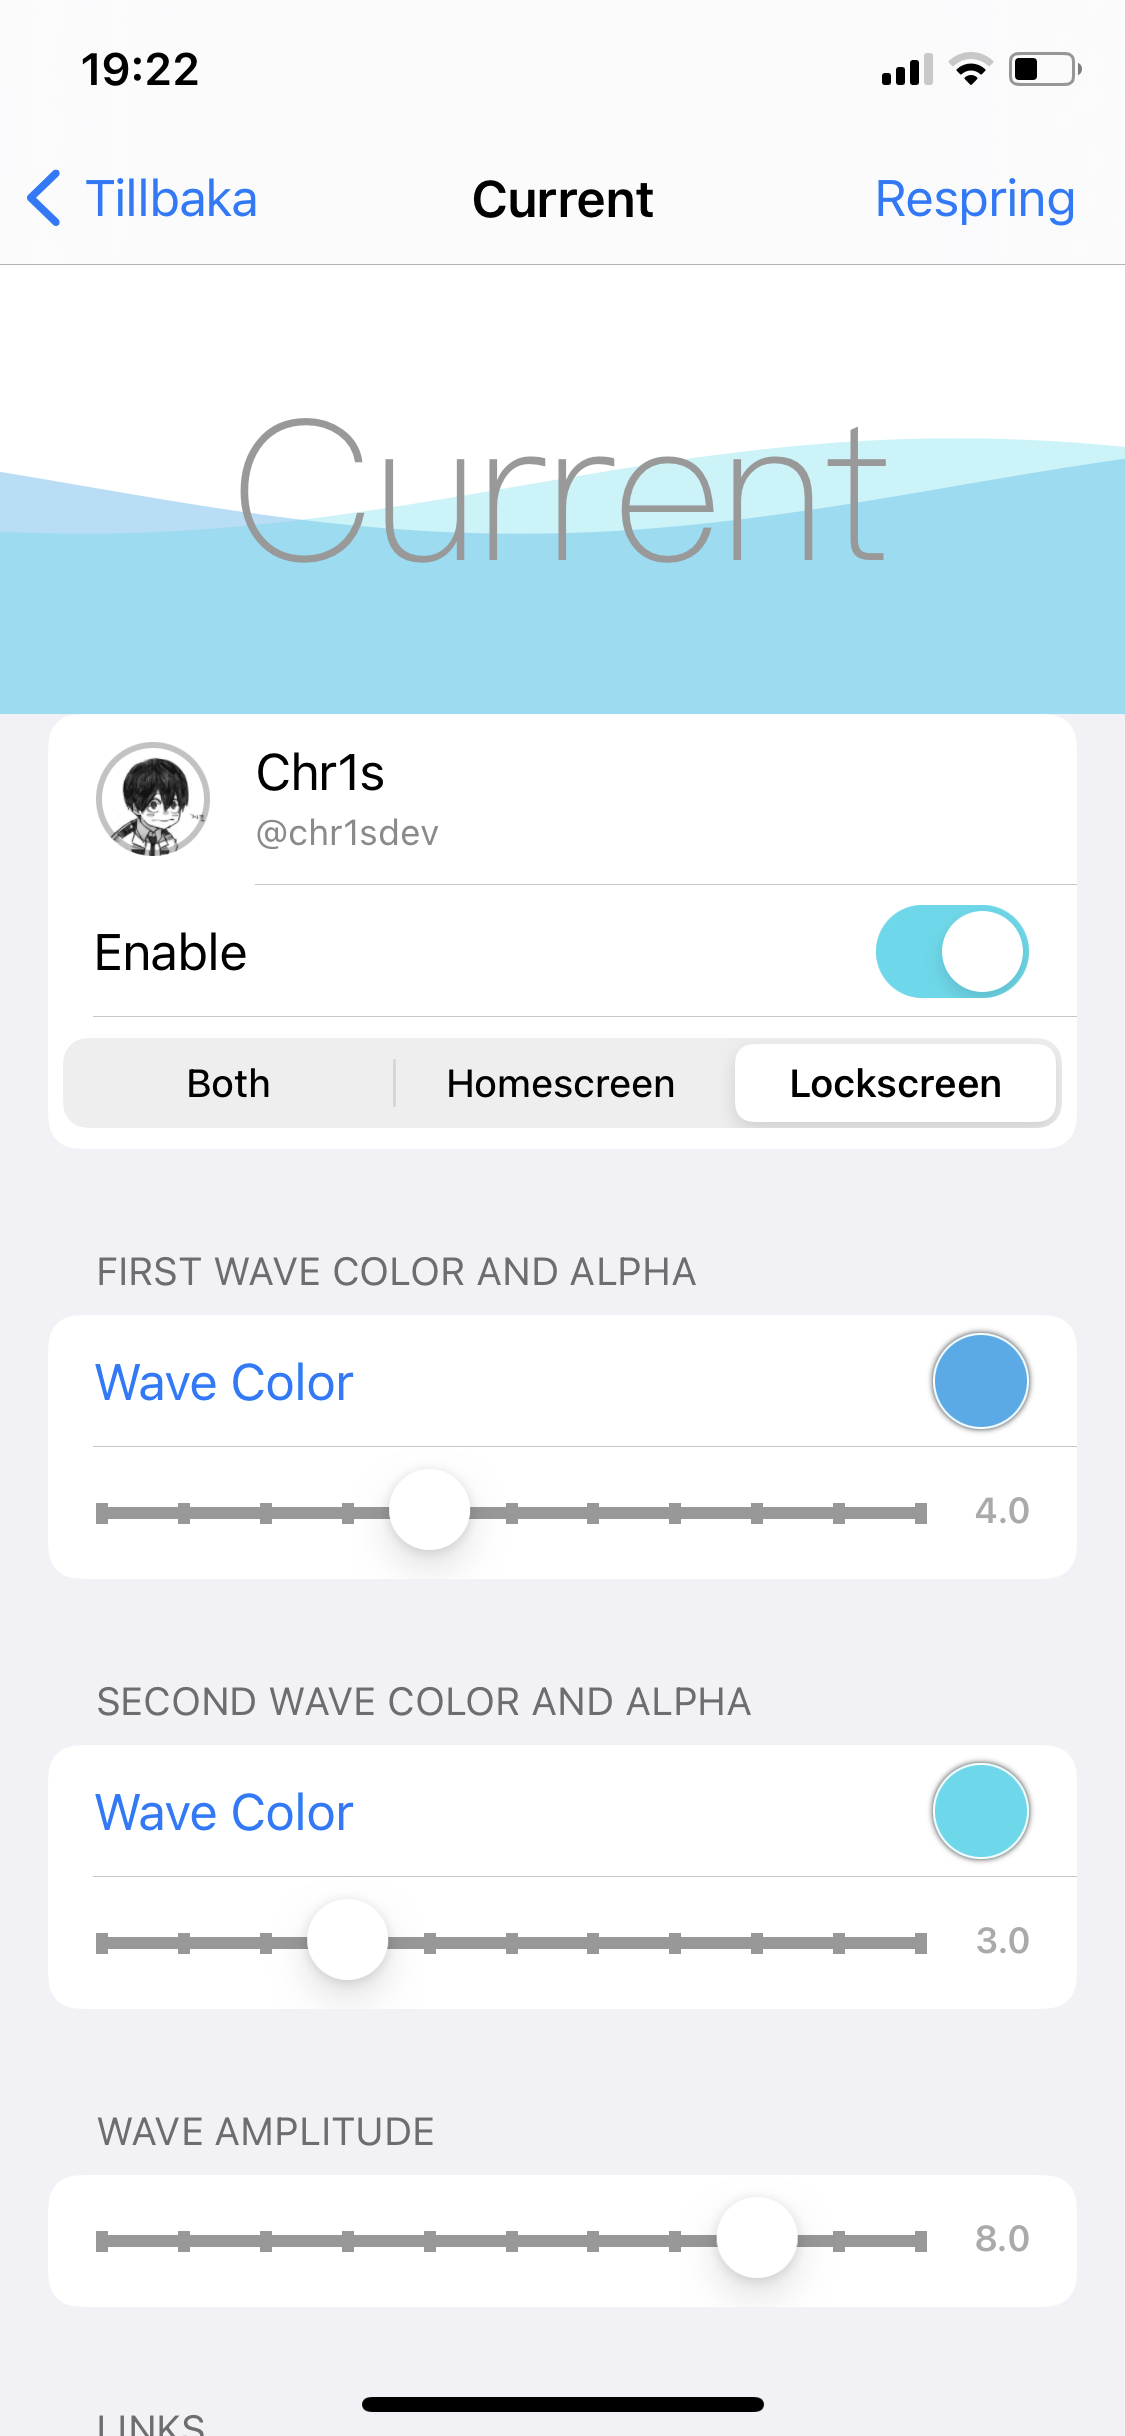 19:22
Tillbaka
Current
Respring
Current
Chr1s
@chr1sdev
Enable
Both
Homescreen
Lockscreen
FIRST WAVE COLOR AND ALPHA
Wave Color
4.0
SECOND WAVE COLOR AND ALPHA
Wave Color
3.0
WAVE AMPLITUDE
8.0
LINKS